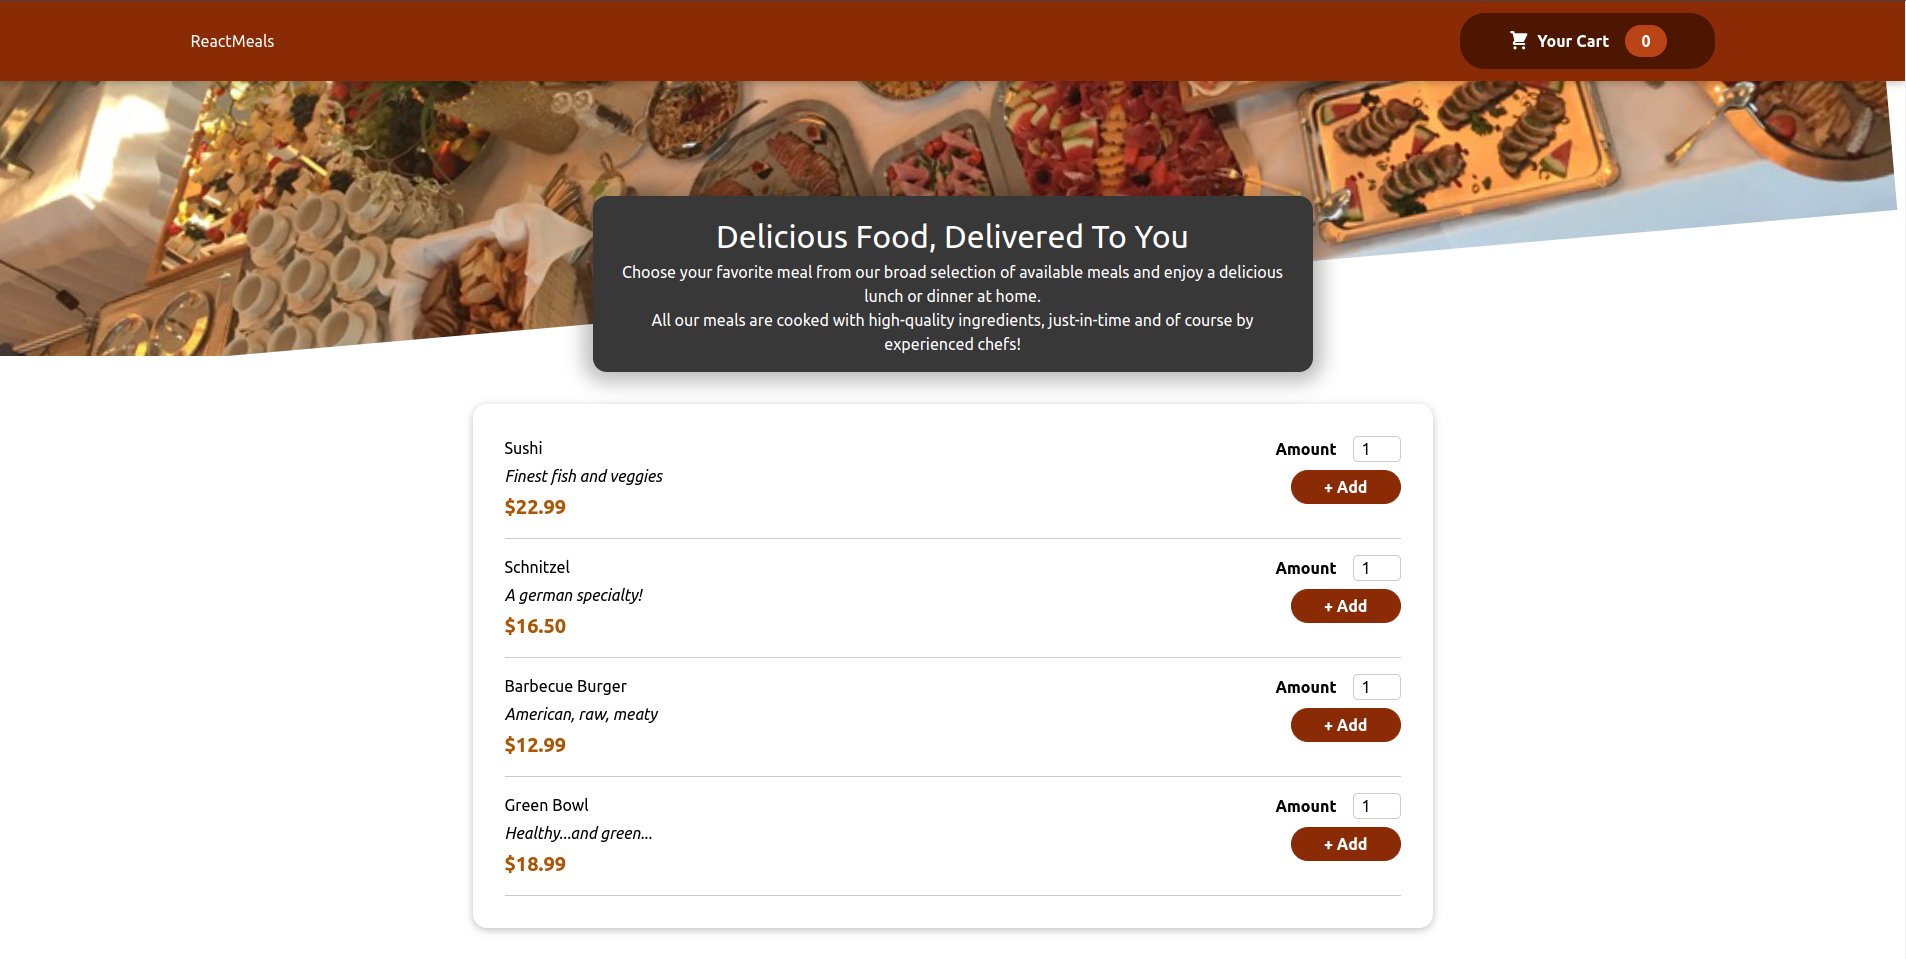 ReactMeals
Your Cart 0
Delicious Food, Delivered To You
Choose your favorite meal from our broad selection of available meals and enjoy a delicious
lunch or dinner at home.
All our meals are cooked with high-quality ingredients, just-in-time and of course by
experienced chefs!
Sushi
Finest fish and veggies
$22.99
Amount 1
+ Add
Schnitzel
A german specialty!
$16.50
Amount 1
+ Add
Barbecue Burger
American, raw, meaty
$12.99
Amount 1
+ Add
Green Bowl
Healthy...and green...
$18.99
Amount 1
+ Add